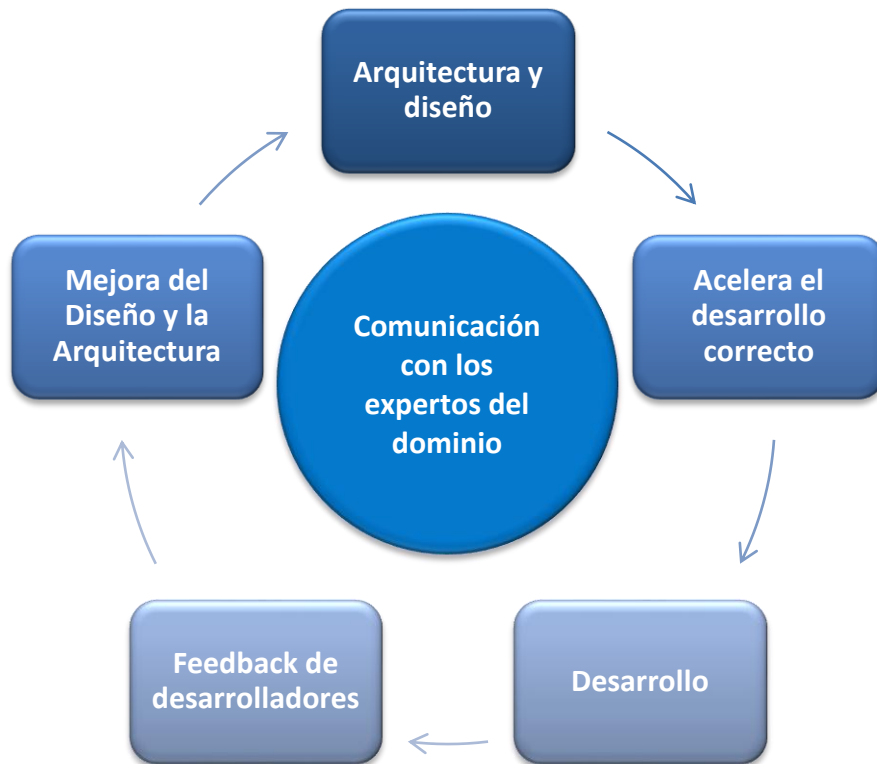 Arquitectura y
diseño
Mejora del
Diseño y la
Arquitectura
Acelera el
desarrollo
correcto
Comunicación
con los
expertos del
dominio
Feedback de
desarrolladores
Desarrollo